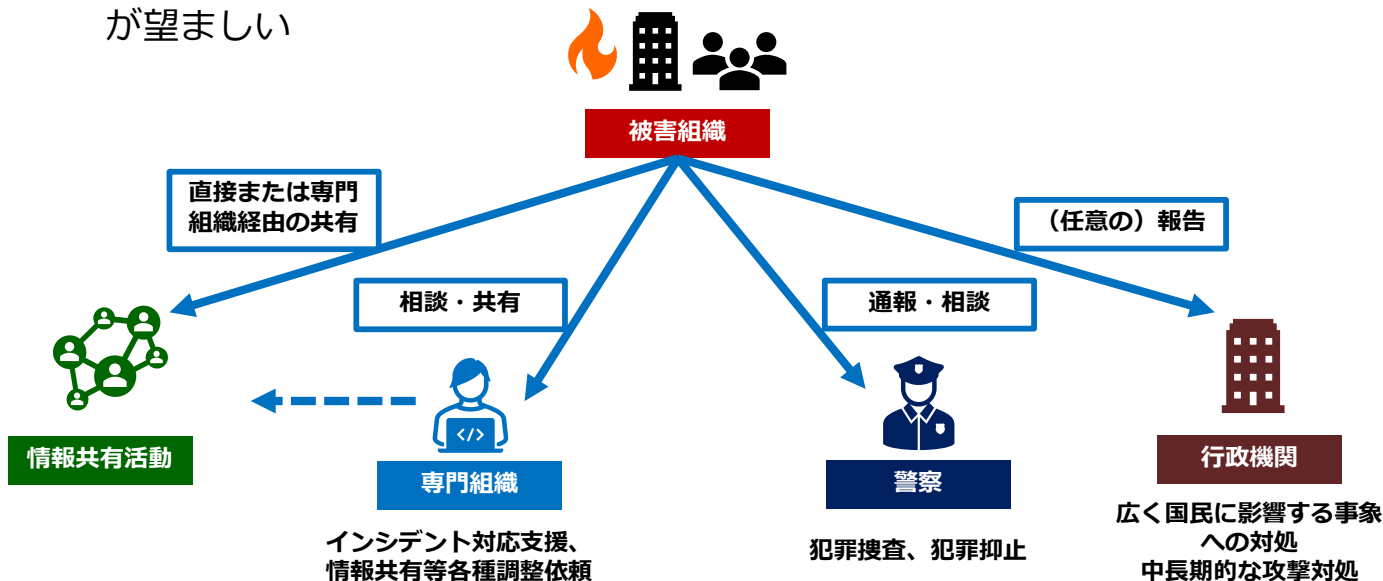 が望ましい
被害組織
直接または専門
組織経由の共有
(任意の)報告
相談・共有
通報・相談
</>
情報共有活動
専門組織
警察
行政機関
インシデント対応支援、
情報共有等各種調整依頼
犯罪捜査、犯罪抑止
広く国民に影響する事象
への対処
中長期的な攻撃対処